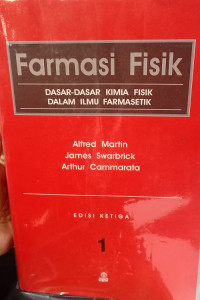 Farmasi Fisik
DASAR-DASAR KIMIA FISIK
DALAM ILMU FARMASETIK
Alfred Martin
James Swarbrick
Arthur Cammarata
EDISI KETIGA
1